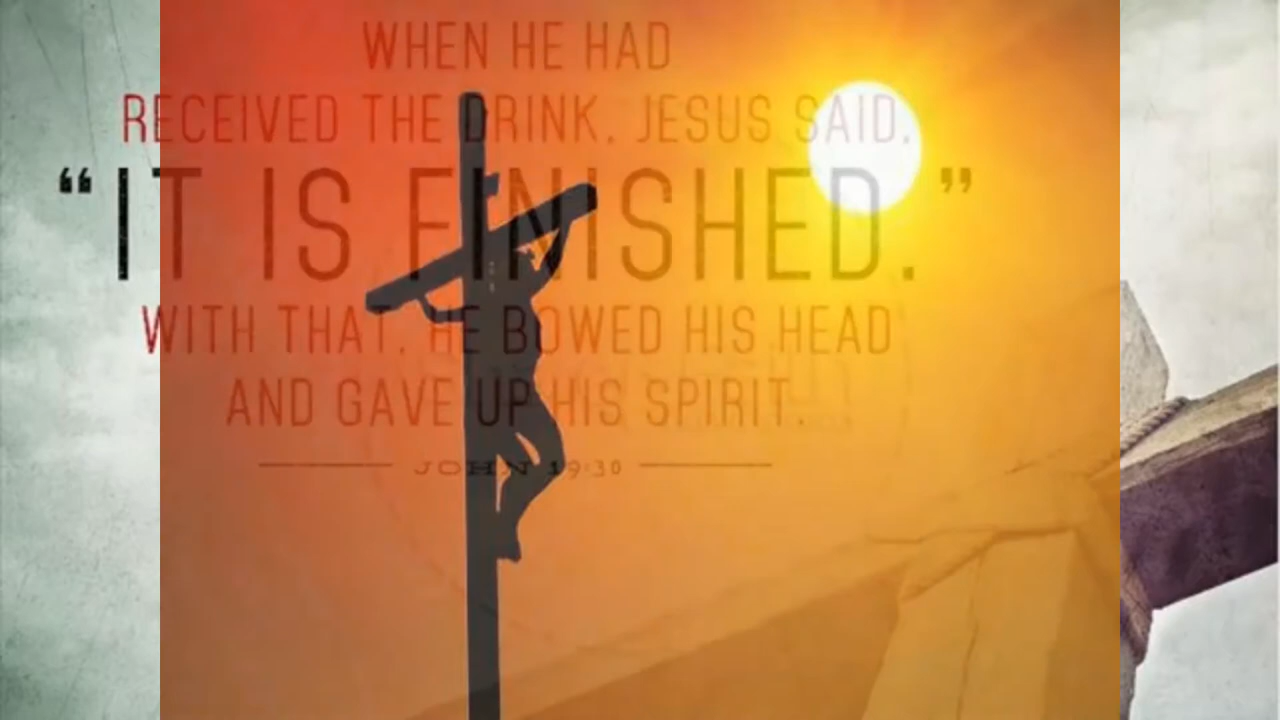 WHEN HE HAD
RECEIVED THE DRINK, JESUS SAID,
“IT IS FINISHED.”
WITH THAT, HE BOWED HIS HEAD
AND GAVE UP HIS SPIRIT.
JOHN 19:30